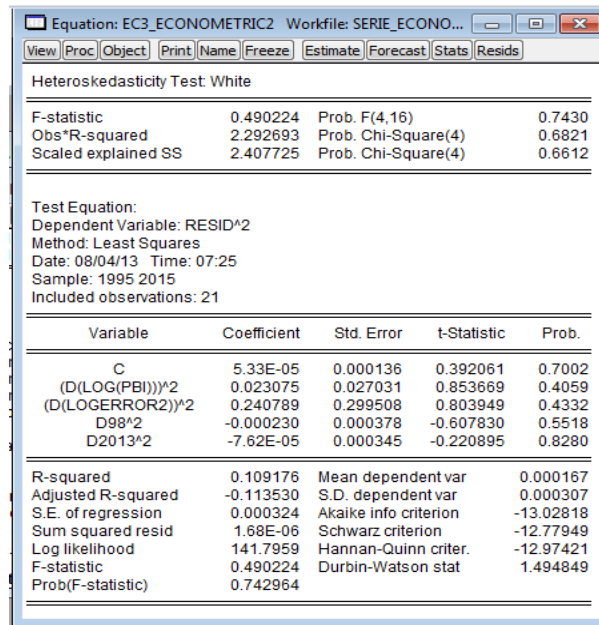 Equation: EC3_ECONOMETRIC2 Workfile: SERIE_ECONO...
View Proc Object Print Name Freeze Estimate Forecast Stats Resids
Heteroskedasticity Test: White
F-statistic 0.490224 Prob. F(4,16) 0.7430
Obs*R-squared 2.292693 Prob. Chi-Square(4) 0.6821
Scaled explained SS 2.407725 Prob. Chi-Square(4) 0.6612
Test Equation:
Dependent Variable: RESID^2
Method: Least Squares
Date: 08/04/13 Time: 07:25
Sample: 1995 2015
Included observations: 21
Variable Coefficient Std. Error t-Statistic Prob.
C 5.33E-05 0.000136 0.392061 0.7002
(D(LOG(PBI)))^2 0.023075 0.027031 0.853669 0.4059
(D(LOGERROR2))^2 0.240789 0.299508 0.803949 0.4332
D98^2 -0.000230 0.000378 -0.607830 0.5518
D2013^2 -7.62E-05 0.000345 -0.220895 0.8280
R-squared 0.109176 Mean dependent var 0.000167
Adjusted R-squared -0.113530 S.D. dependent var 0.000307
S.E. of regression 0.000324 Akaike info criterion -13.02818
Sum squared resid 1.68E-06 Schwarz criterion -12.77949
Log likelihood 141.7959 Hannan-Quinn criter. -12.97421
F-statistic 0.490224 Durbin-Watson stat 1.494849
Prob(F-statistic) 0.742964